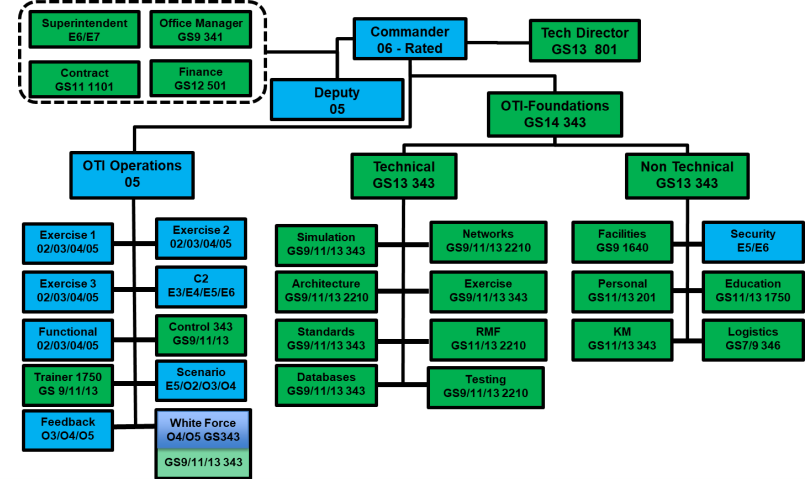 Superintendent
E6/E7
Office Manager
GS9 341
Contract
GS11 1101
Finance
GS12 501
Commander
06 - Rated
Tech Director
GS13 801
Deputy
05
OTI-Foundations
GS14 343
OTI Operations
05
Technical
GS13 343
Non Technical
GS13 343
Exercise 1
02/03/04/05
Exercise 2
02/03/04/05
Exercise 3
02/03/04/05
C2
E3/E4/E5/E6
Functional
02/03/04/05
Control 343
GS9/11/13
Trainer 1750
GS 9/11/13
Scenario
E5/O2/O3/O4
Feedback
O3/O4/O5
White Force
O4/O5 GS343
GS9/11/13 343
Simulation
GS9/11/13 343
Networks
GS9/11/13 2210
Architecture
GS9/11/13 2210
Exercise
GS9/11/13 343
Standards
GS9/11/13 343
RMF
GS11/13 2210
Databases
GS9/11/13 343
Testing
GS9/11/13 2210
Facilities
GS9 1640
Security
E5/E6
Personal
GS11/13 201
Education
GS11/13 1750
KM
GS11/13 343
Logistics
GS7/9 346